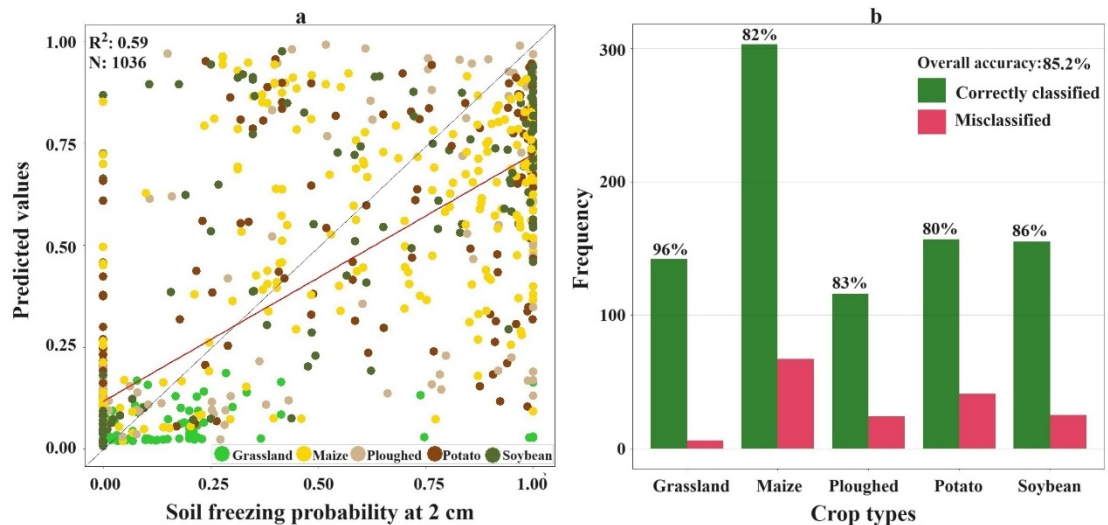 a
R²: 0.59
N: 1036
1.00
0.75
0.50
0.25
0.00
Predicted values
Grassland Maize Ploughed Potato Soybean
0.00 0.25 0.50 0.75 1.00
Soil freezing probability at 2 cm
b
Overall accuracy:85.2%
Correctly classified
Misclassified
300
200
100
0
Frequency
96% 82% 83% 80% 86%
Grassland Maize Ploughed Potato Soybean
Crop types